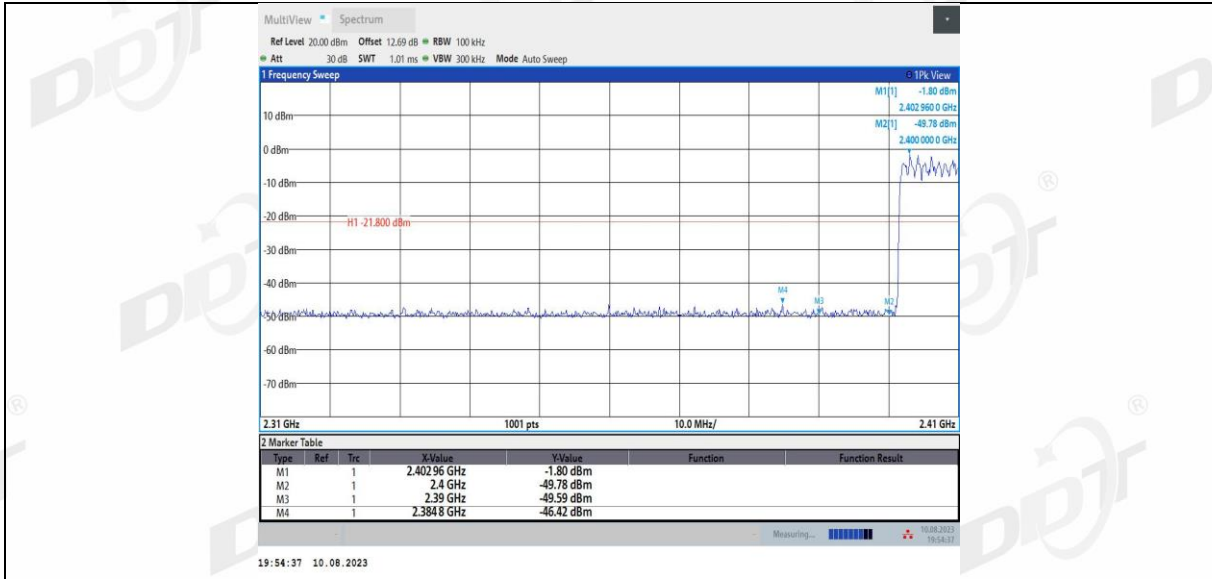 MultiView Spectrum
Ref Level 20.00 dBm Offset 12.69 dB RBW 100 kHz
Att 30 dB SWT 1.01 ms VBW 300 kHz Mode Auto Sweep
1 Frequency Sweep 1Pk View
M1[1] -1.80 dBm
2.402 960 0 GHz
M2[1] -49.78 dBm
2.400 000 0 GHz
10 dBm
0 dBm
-10 dBm
-20 dBm
H1 -21.800 dBm
-30 dBm
-40 dBm
M4
M3
M2
-50 dBm
-60 dBm
-70 dBm
2.31 GHz 1001 pts 10.0 MHz/ 2.41 GHz
2 Marker Table
Type Ref Trc X-Value Y-Value Function Function Result
M1 1 2.40296 GHz -1.80 dBm
M2 1 2.4 GHz -49.78 dBm
M3 1 2.39 GHz -49.59 dBm
M4 1 2.3848 GHz -46.42 dBm
Measuring... 10.08.2023
19:54:37
19:54:37 10.08.2023